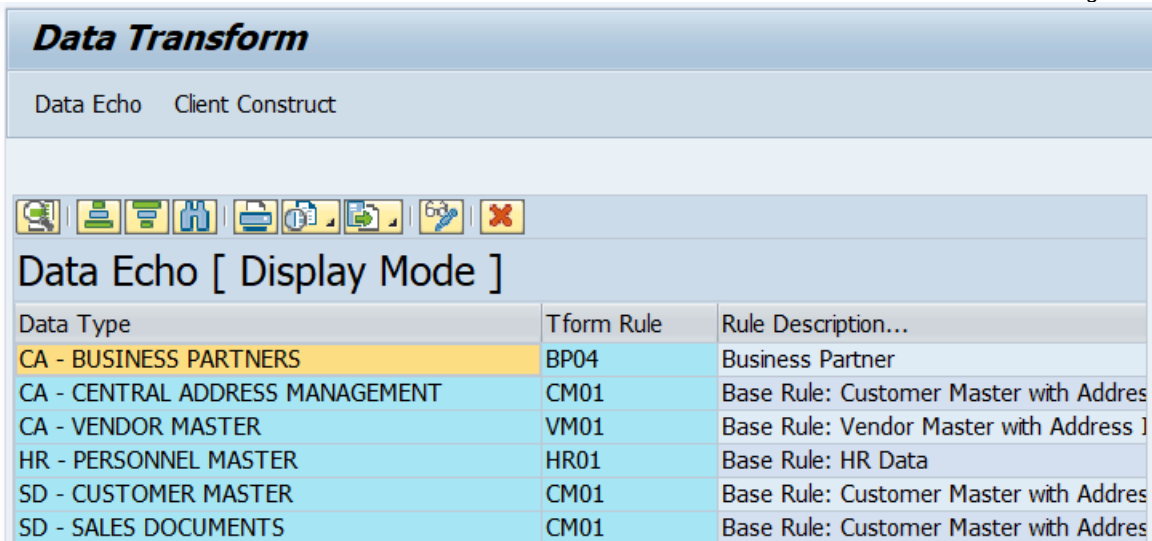 Data Transform
Data Echo Client Construct
Data Echo [ Display Mode ]
Data Type Tform Rule Rule Description...
CA - BUSINESS PARTNERS BP04 Business Partner
CA - CENTRAL ADDRESS MANAGEMENT CM01 Base Rule: Customer Master with Addres
CA - VENDOR MASTER VM01 Base Rule: Vendor Master with Address
HR - PERSONNEL MASTER HR01 Base Rule: HR Data
SD - CUSTOMER MASTER CM01 Base Rule: Customer Master with Addres
SD - SALES DOCUMENTS CM01 Base Rule: Customer Master with Addres